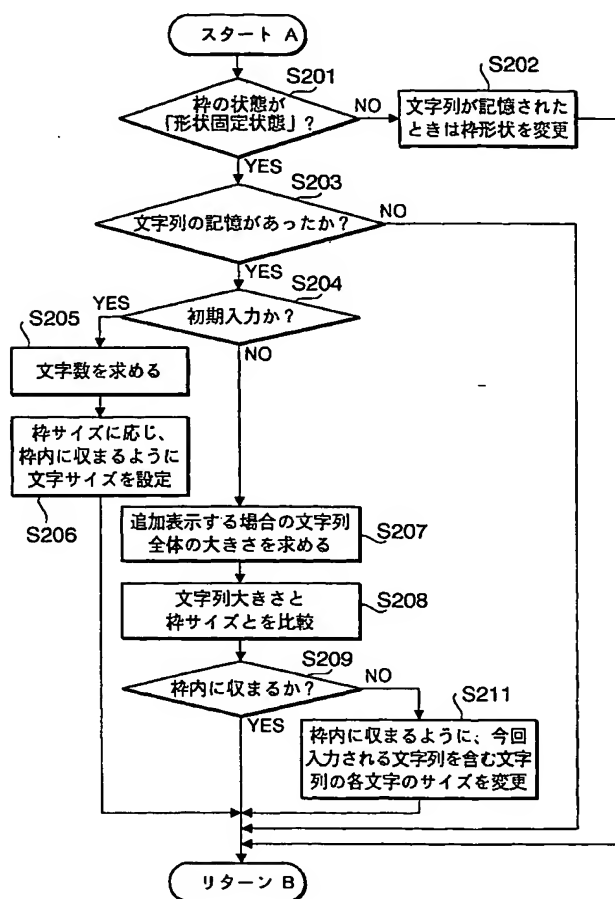 スタート A
S201
枠の状態が
「形状固定状態」?
NO
YES
S202
文字列が記憶された
ときは枠形状を変更
S203
文字列の記憶があったか?
NO
YES
S204
初期入力か?
YES
NO
S205
文字数を求める
枠サイズに応じ、
枠内に収まるように
文字サイズを設定
S206
追加表示する場合の文字列
全体の大きさを求める
S207
文字列大きさと
枠サイズとを比較
S208
S209
枠内に収まるか?
NO
YES
S211
枠内に収まるように、今回
入力される文字列を含む文字
列の各文字のサイズを変更
リターン B